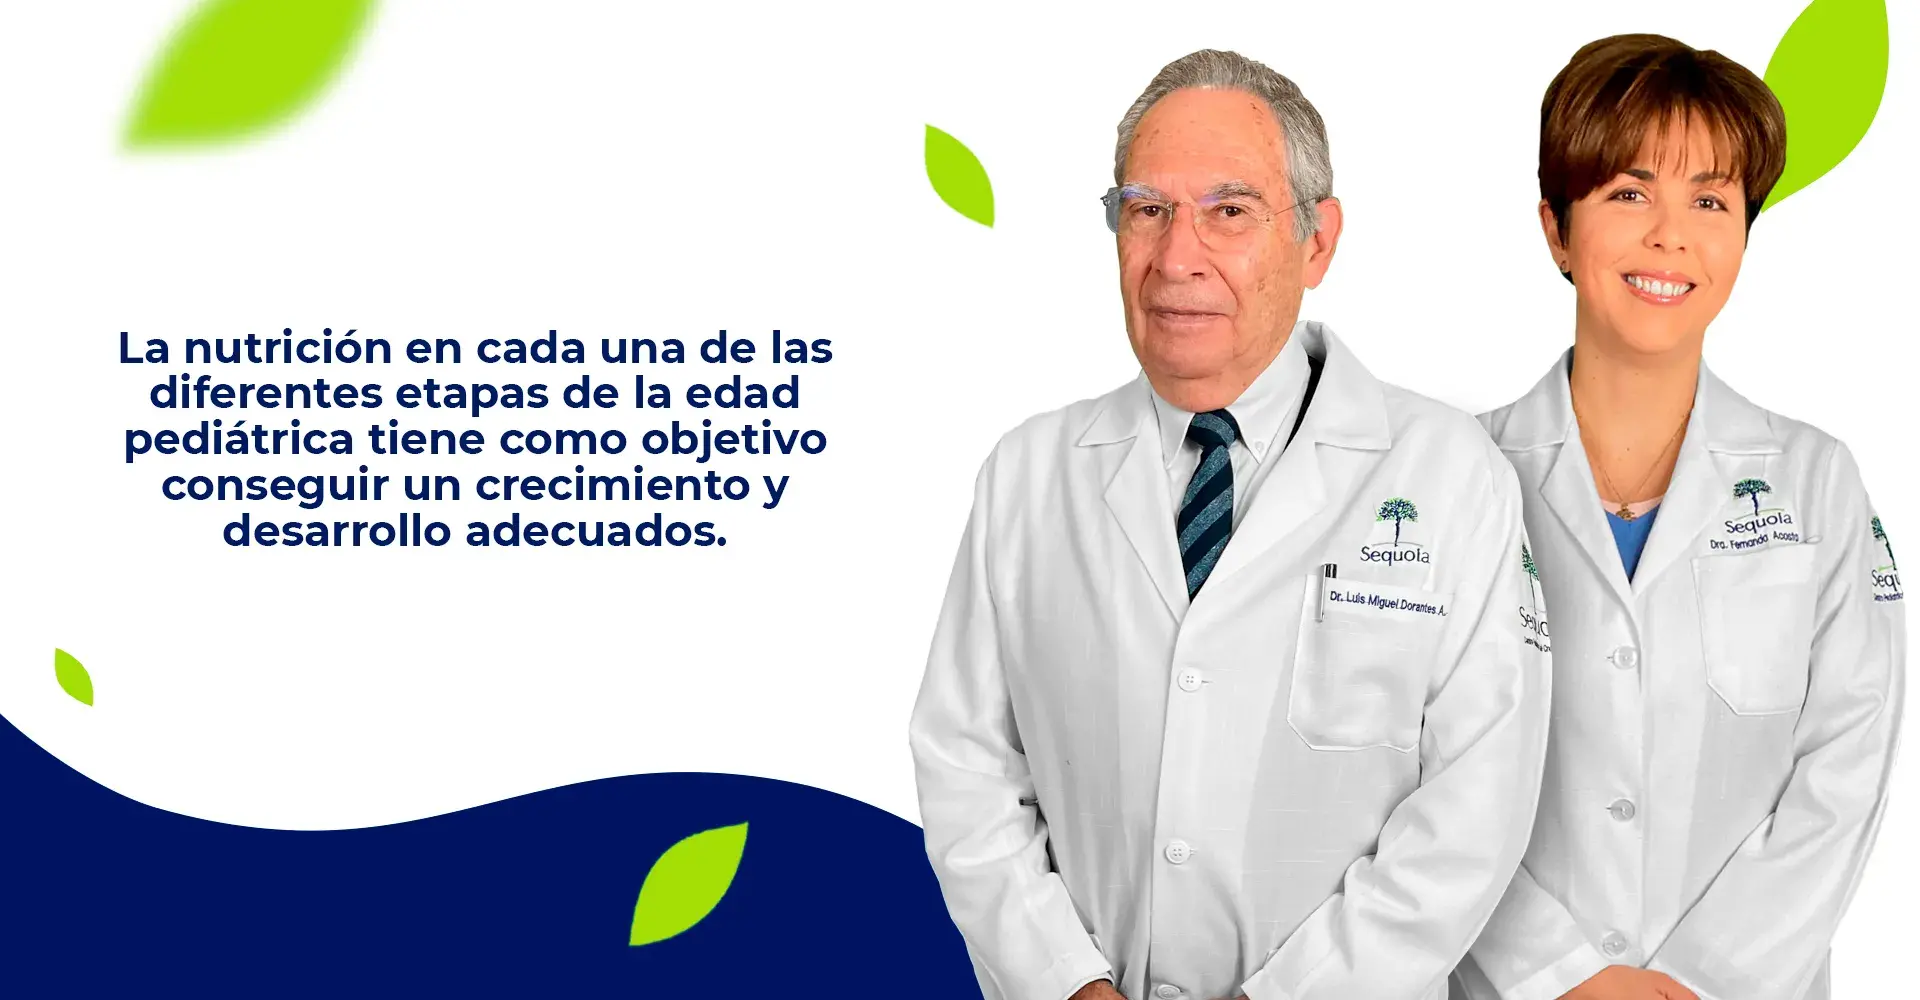 La nutrición en cada una de las
diferentes etapas de la edad
pediátrica tiene como objetivo
conseguir un crecimiento y
desarrollo adecuados.
Sequoia
Dr. Luis Miguel Dorantes A.
Sequoia
Dra. Fernanda Acosta